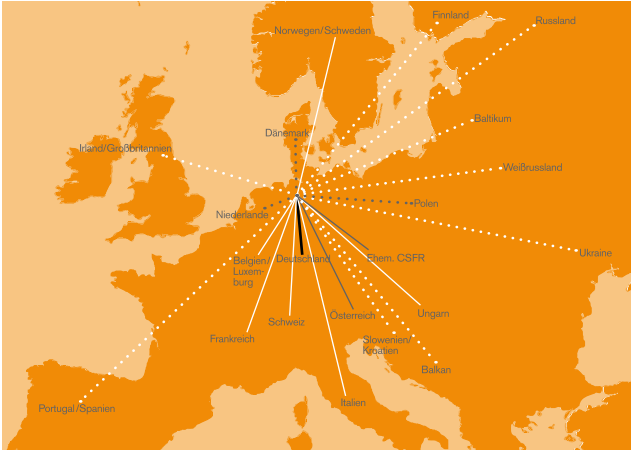 Finnland
Russland
Norwegen/Schweden
Baltikum
Dänemark
Irland/Großbritannien
Weißrussland
Polen
Niederlande
Ukraine
Belgien/
Luxem-
burg
Deutschland
Ehem. CSFR
Österreich
Ungarn
Schweiz
Frankreich
Slowenien/
Kroatien
Balkan
Italien
Portugal/Spanien